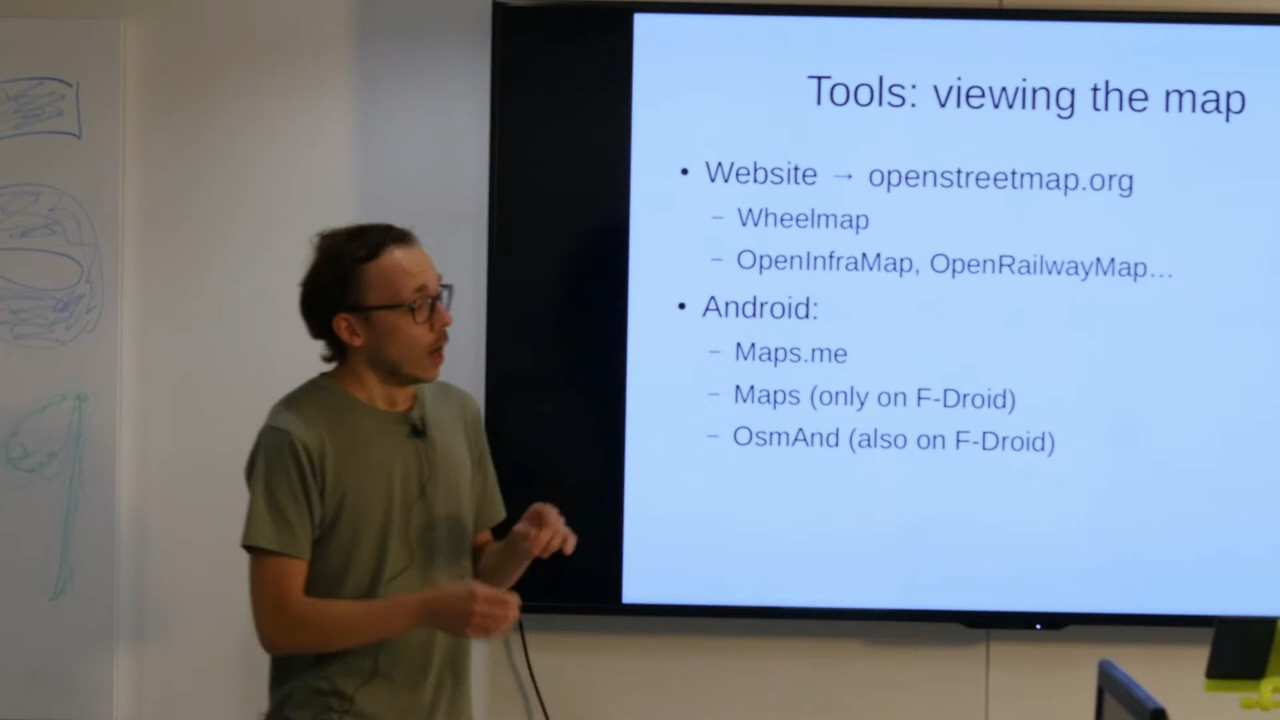 Tools: viewing the map
• Website → openstreetmap.org
– Wheelmap
– OpenInfraMap, OpenRailwayMap…
• Android:
– Maps.me
– Maps (only on F-Droid)
– OsmAnd (also on F-Droid)